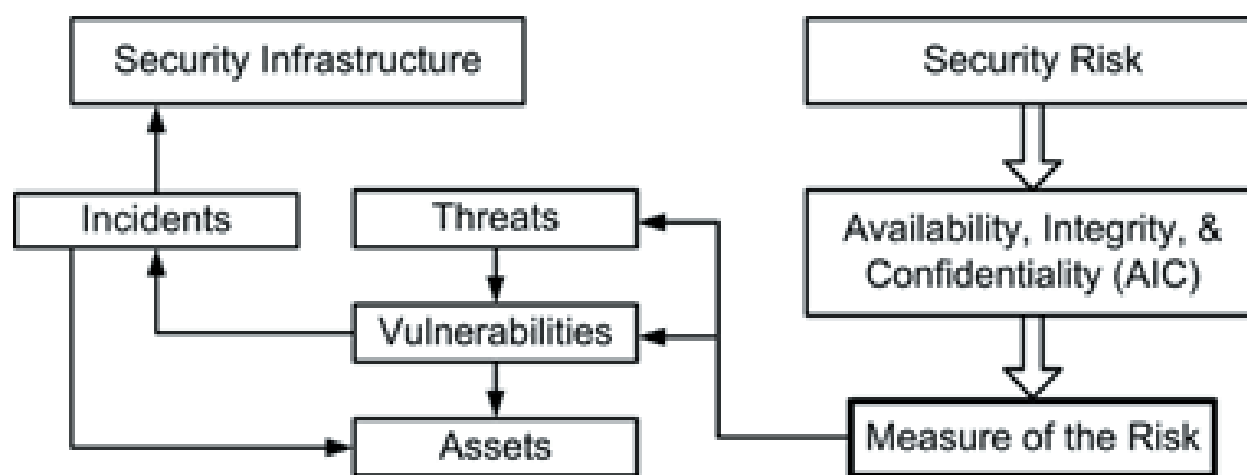 Security Infrastructure
Security Risk
Incidents
Threats
Availability, Integrity, &
Confidentiality (AIC)
Vulnerabilities
Assets
Measure of the Risk